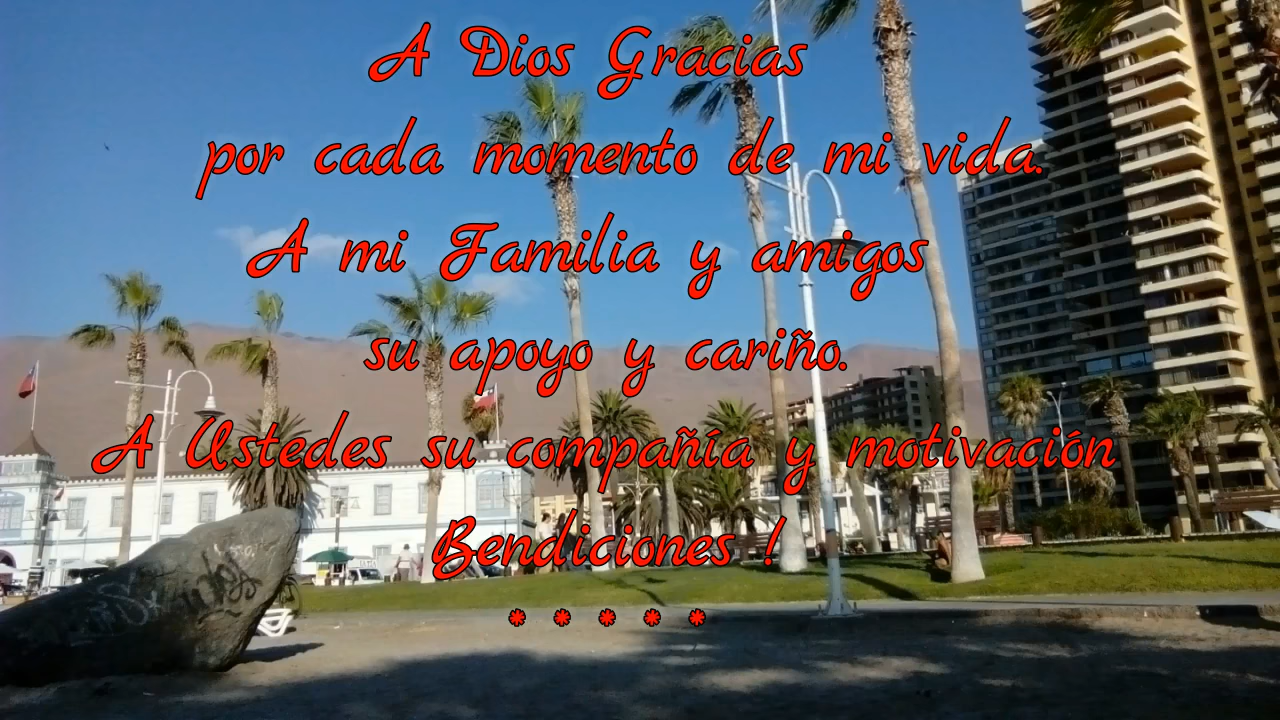 A Dios Gracias
por cada momento de mi vida.
A mi Familia y amigos
su apoyo y cariño.
A Ustedes su compañía y motivación
Bendiciones !
* * * * *